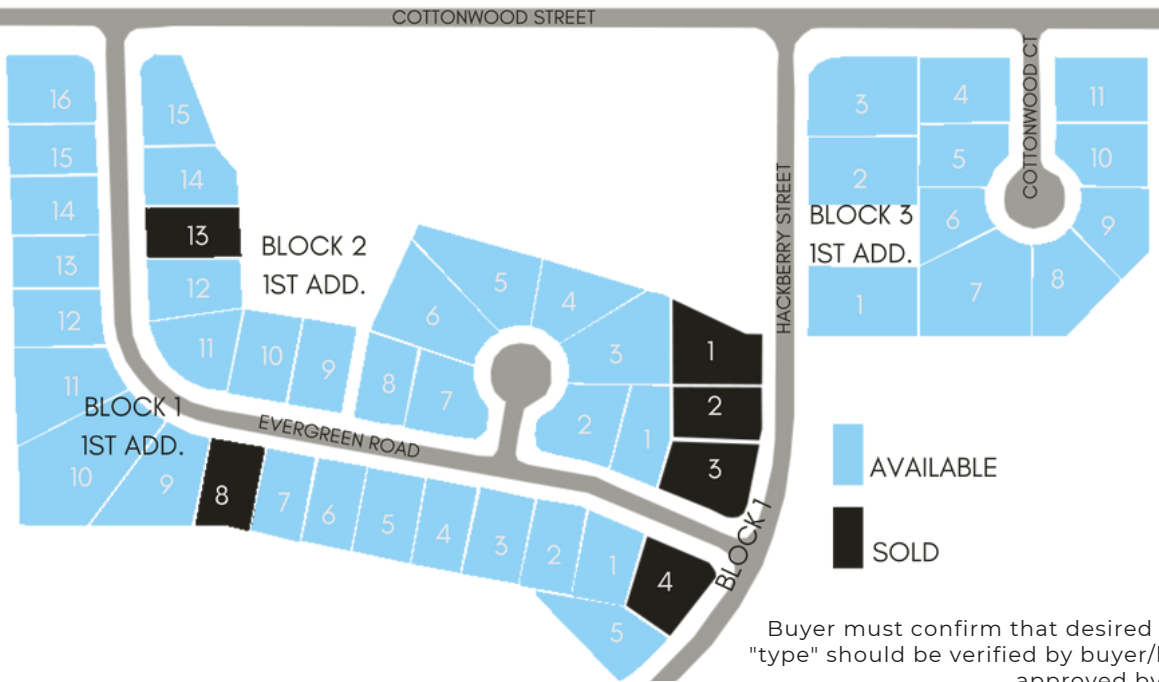 COTTONWOOD STREET
COTTONWOOD CT
HACKBERRY STREET
16
15
14
13
12
11
BLOCK 1
1ST ADD.
10
9
8
7
6
5
4
3
2
1
15
14
13
12
11
10
9
8
7
6
5
4
3
2
1
BLOCK 2
1ST ADD.
EVERGREEN ROAD
1
2
3
4
5
BLOCK 1
3
2
BLOCK 3
1ST ADD.
1
4
5
6
7
8
9
10
11
AVAILABLE
SOLD
Buyer must confirm that desired
"type" should be verified by buyer/
approved by